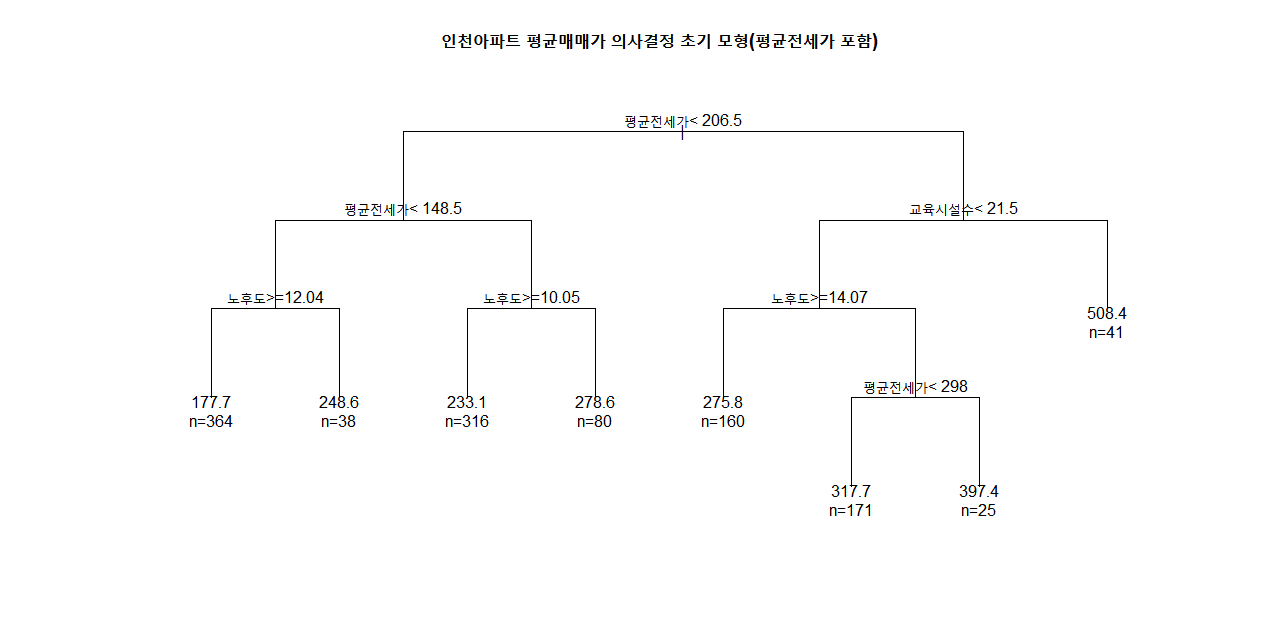 인천아파트 평균매매가 의사결정 초기 모형(평균전세가 포함)
평균전세가< 206.5
평균전세가< 148.5
교육시설수< 21.5
노후도>=12.04
노후도>=10.05
노후도>=14.07
508.4
n=41
평균전세가< 298
177.7
n=364
248.6
n=38
233.1
n=316
278.6
n=80
275.8
n=160
317.7
n=171
397.4
n=25